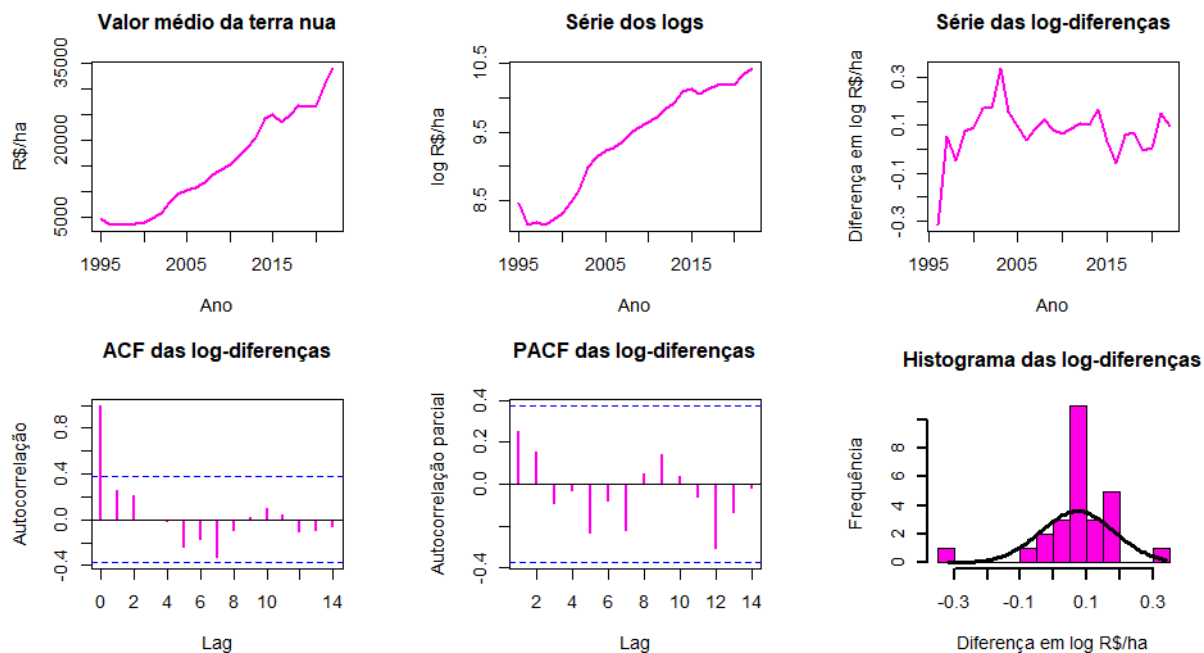 Valor médio da terra nua
R$/ha
5000
20000
35000
1995
2005
2015
Ano
Série dos logs
log R$/ha
8.5
9.5
10.5
1995
2005
2015
Ano
Série das log-diferenças
Diferença em log R$/ha
-0.3
-0.1
0.1
0.3
1995
2005
2015
Ano
ACF das log-diferenças
Autocorrelação
-0.4
0.0
0.4
0.8
0 2 4 6 8 10 14
Lag
PACF das log-diferenças
Autocorrelação parcial
-0.4
0.0
0.2
0.4
2 4 6 8 10 12 14
Lag
Histograma das log-diferenças
Frequência
0
2
4
6
8
-0.3 -0.1 0.1 0.3
Diferença em log R$/ha